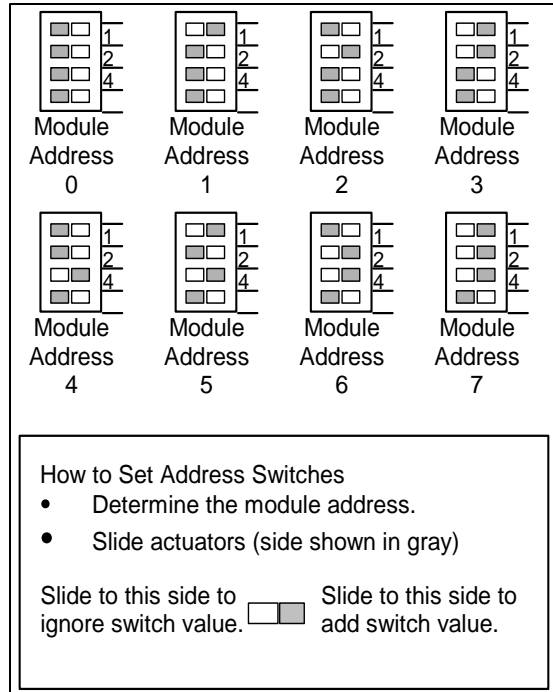 1 1 1 1
2 2 2 2
4 4 4 4
Module Module Module Module
Address Address Address Address
0 1 2 3
1 1 1 1
2 2 2 2
4 4 4 4
Module Module Module Module
Address Address Address Address
4 5 6 7
How to Set Address Switches
• Determine the module address.
• Slide actuators (side shown in gray)
Slide to this side to Slide to this side to
ignore switch value. add switch value.